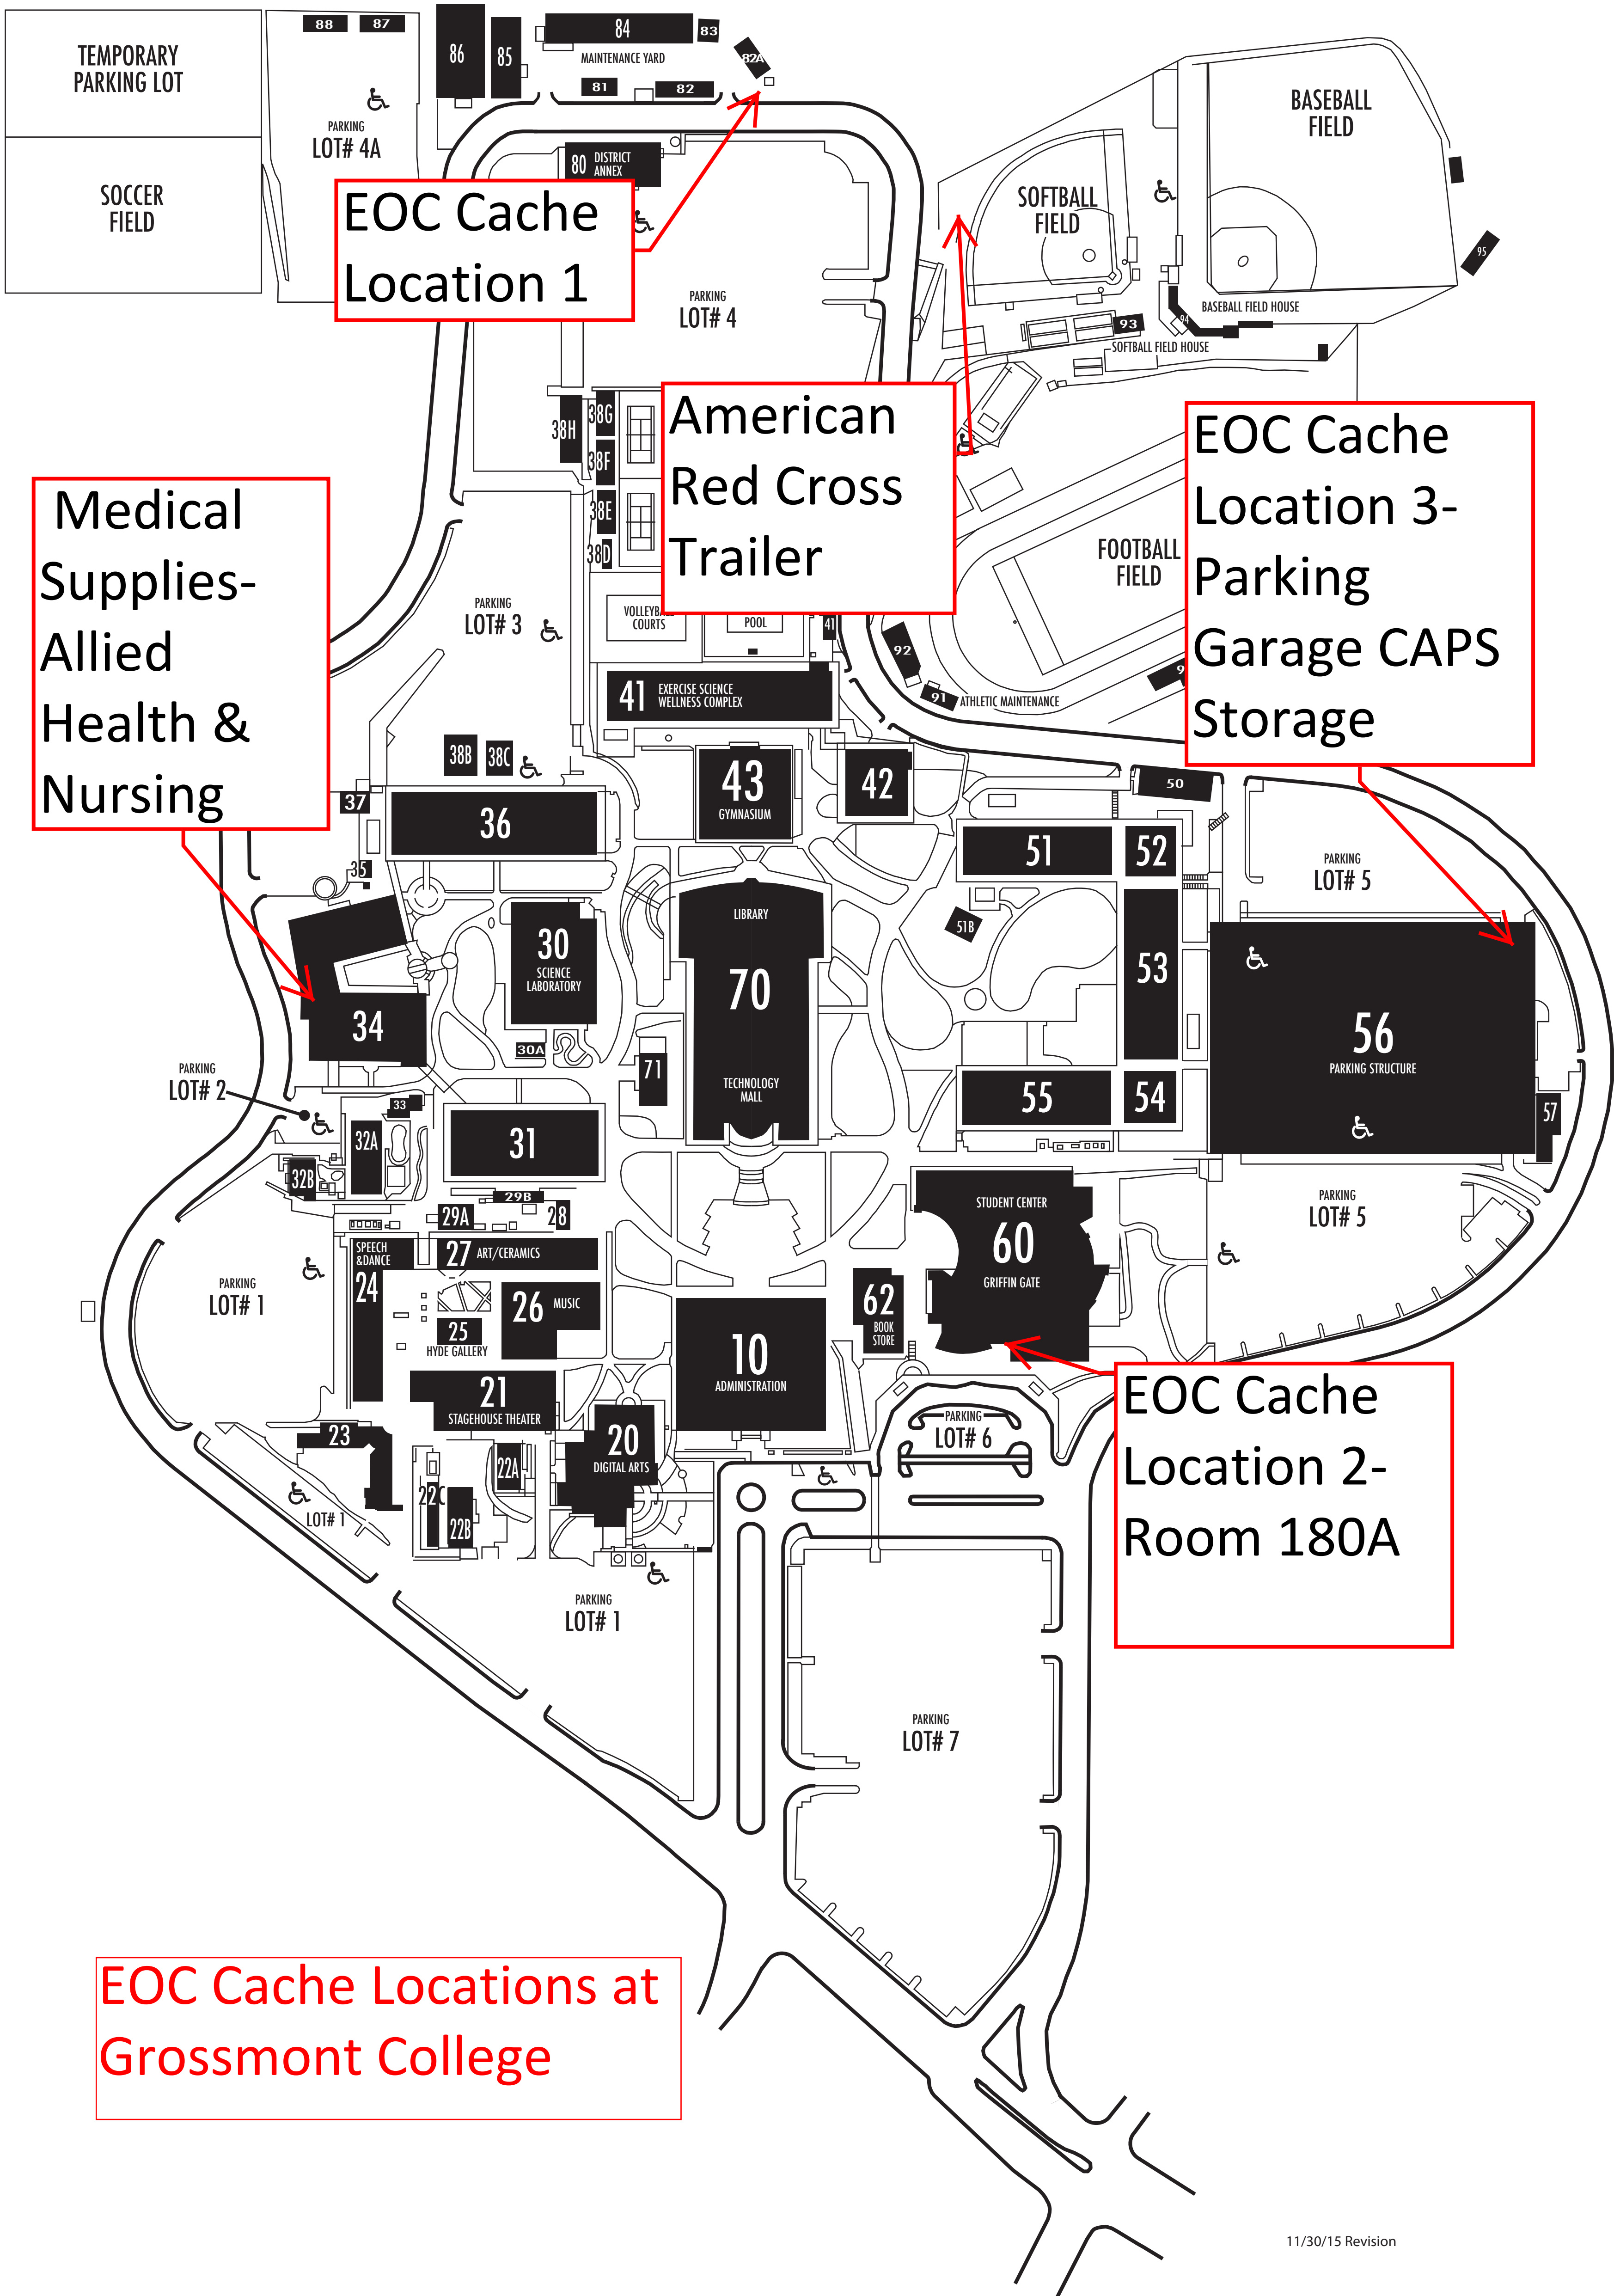 88
87
86
85
84
83
82A
MAINTENANCE YARD
81
82
TEMPORARY
PARKING LOT
SOCCER
FIELD
PARKING
LOT# 4A
80 DISTRICT
ANNEX
EOC Cache
Location 1
PARKING
LOT# 4
SOFTBALL
FIELD
BASEBALL
FIELD
95
BASEBALL FIELD HOUSE
94
93
SOFTBALL FIELD HOUSE
38H
38G
38F
38E
38D
American
Red Cross
Trailer
EOC Cache
Location 3-
Parking
Garage CAPS
Storage
Medical
Supplies-
Allied
Health &
Nursing
FOOTBALL
FIELD
PARKING
LOT# 3
VOLLEYBALL
COURTS
POOL
41
92
91
ATHLETIC MAINTENANCE
41 EXERCISE SCIENCE
WELLNESS COMPLEX
38B
38C
43
GYMNASIUM
42
50
37
36
35
51
52
PARKING
LOT# 5
LIBRARY
70
TECHNOLOGY
MALL
51B
30
SCIENCE
LABORATORY
53
34
30A
56
PARKING STRUCTURE
71
PARKING
LOT# 2
33
32A
32B
31
55
54
57
29B
29A
28
STUDENT CENTER
60
GRIFFIN GATE
PARKING
LOT# 5
SPEECH
&DANCE
24
27 ART/CERAMICS
PARKING
LOT# 1
26 MUSIC
25
HYDE GALLERY
62
BOOK
STORE
10
ADMINISTRATION
21
STAGEHOUSE THEATER
EOC Cache
Location 2-
Room 180A
PARKING
LOT# 6
23
20
DIGITAL ARTS
22A
22C
22B
LOT# 1
PARKING
LOT# 1
PARKING
LOT# 7
EOC Cache Locations at
Grossmont College
11/30/15 Revision